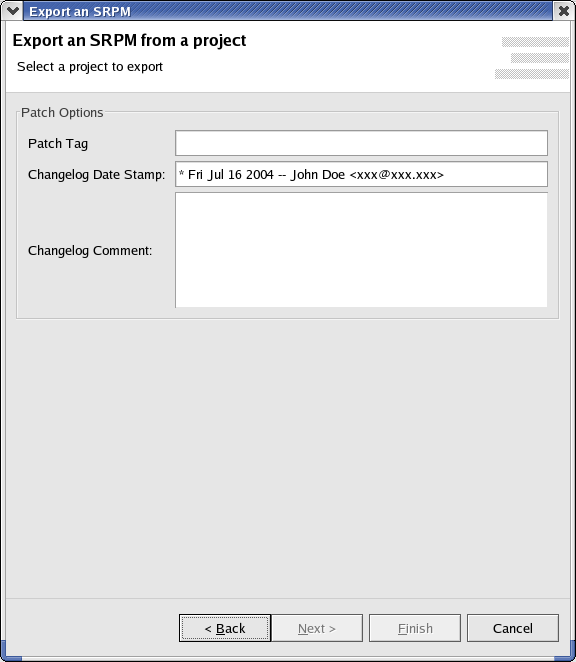 Export an SRPM
Export an SRPM from a project
Select a project to export
Patch Options
Patch Tag
Changelog Date Stamp: * Fri Jul 16 2004 -- John Doe <xxx@xxx.xxx>
Changelog Comment:
< Back Next > Finish Cancel